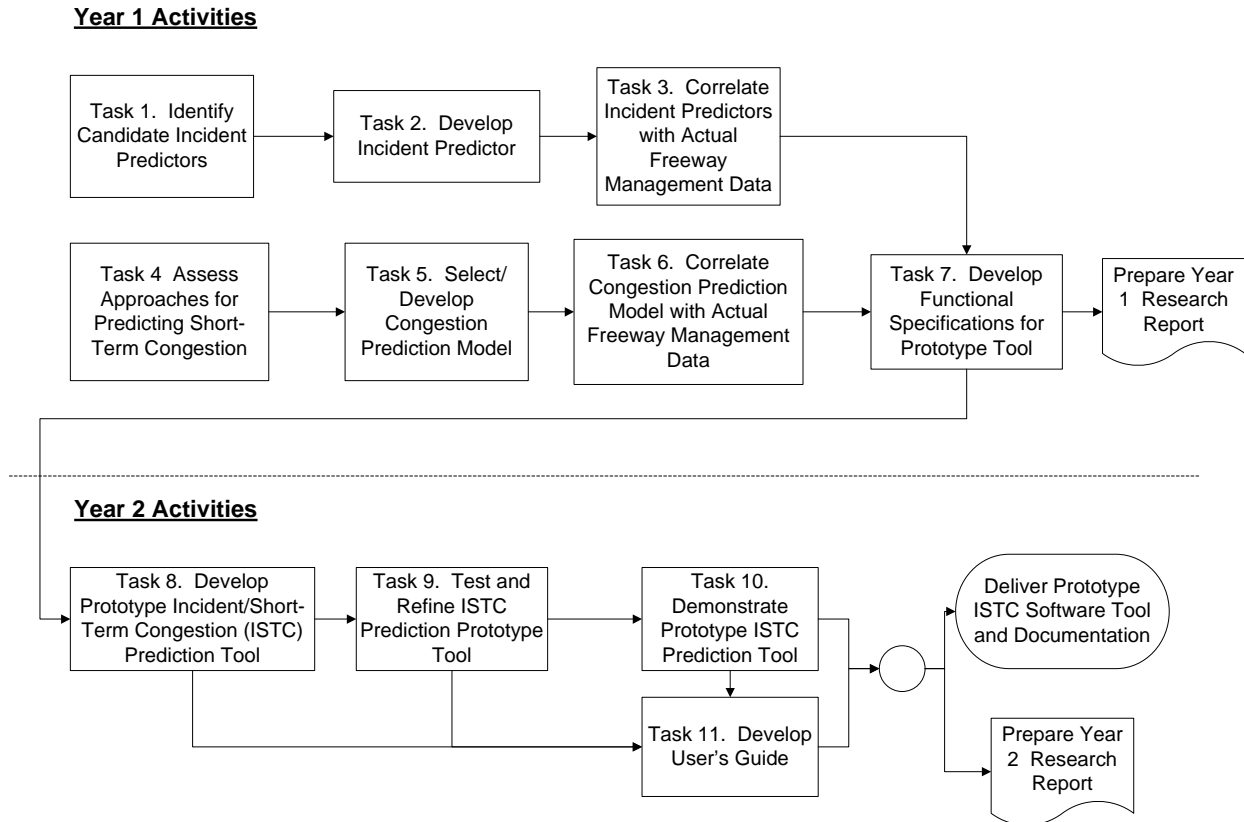 Year 1 Activities
Task 1.  Identify
Candidate Incident
Predictors
Task 2.  Develop
Incident Predictor
Task 3.  Correlate
Incident Predictors
with Actual
Freeway
Management Data
Task 4  Assess
Approaches for
Predicting Short-
Term Congestion
Task 5.  Select/
Develop
Congestion
Prediction Model
Task 6.  Correlate
Congestion Prediction
Model with Actual
Freeway Management
Data
Task 7.  Develop
Functional
Specifications for
Prototype Tool
Prepare Year
1  Research
Report
Year 2 Activities
Task 8.  Develop
Prototype Incident/Short-
Term Congestion (ISTC)
Prediction Tool
Task 9.  Test and
Refine ISTC
Prediction Prototype
Tool
Task 10.
Demonstrate
Prototype ISTC
Prediction Tool
Task 11.  Develop
User's Guide
Deliver Prototype
ISTC Software Tool
and Documentation
Prepare Year
2  Research
Report